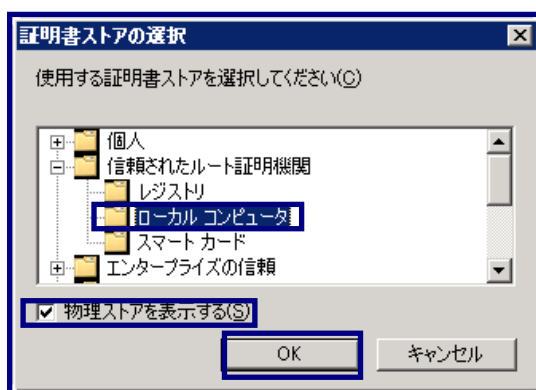 証明書ストアの選択
使用する証明書ストアを選択してください(C)
個人
信頼されたルート証明機関
レジストリ
ローカル コンピュータ
スマート カード
エンタープライズの信頼
物理ストアを表示する(S)
OK キャンセル